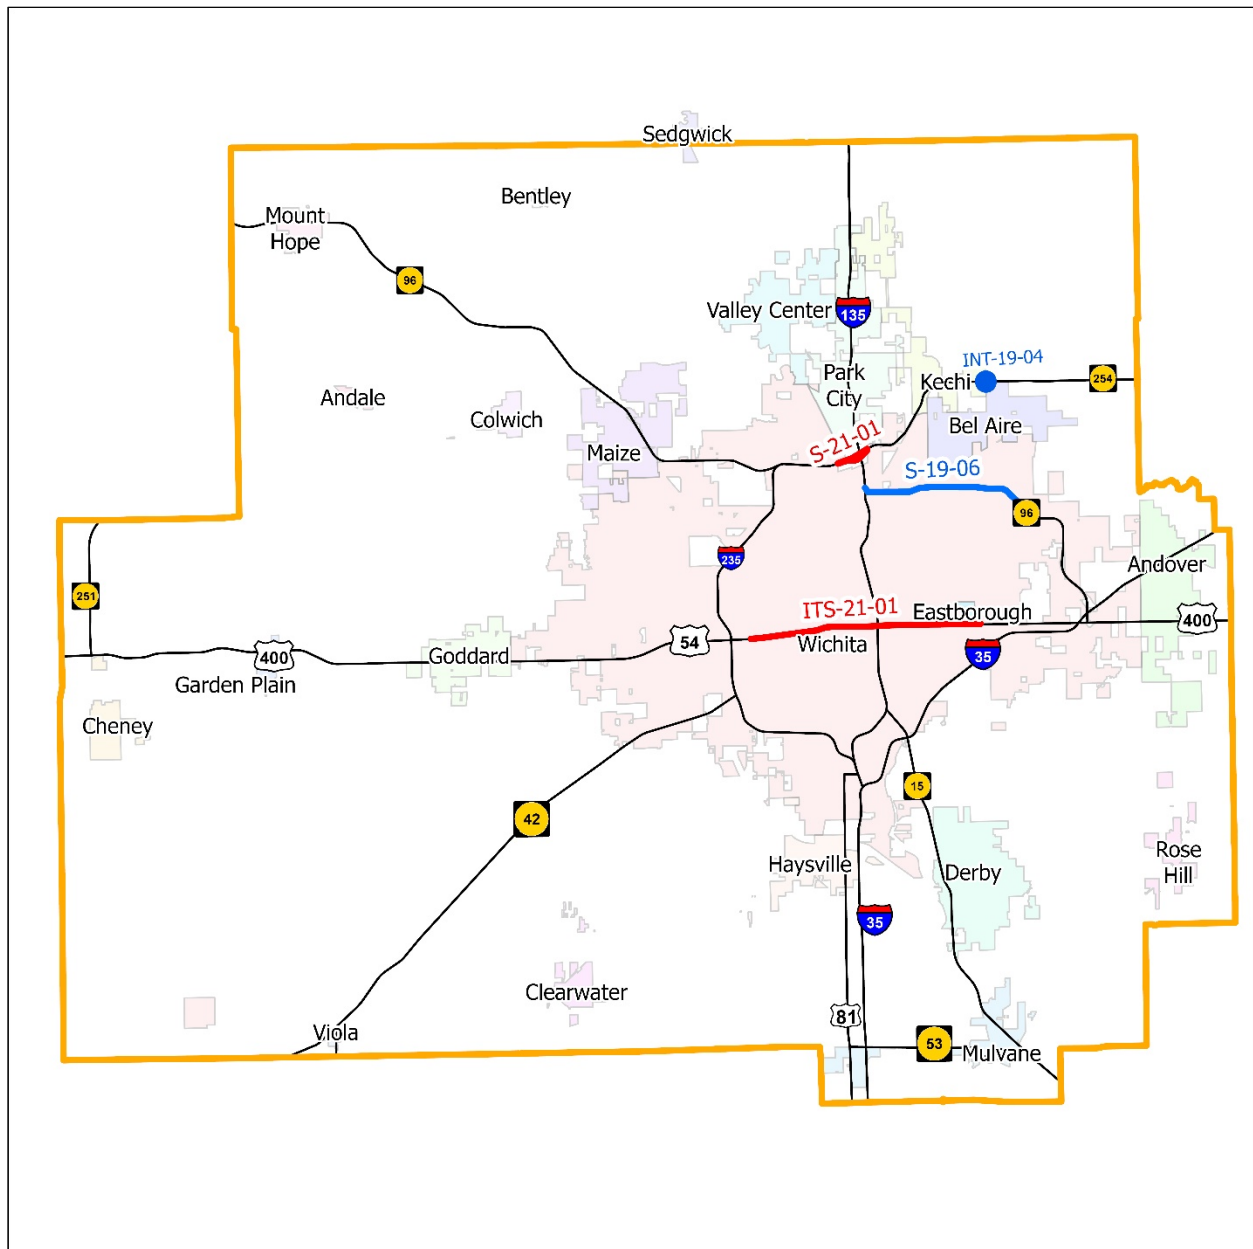 Sedgwick
Bentley
Mount
Hope
96
Valley Center
135
INT-19-04
Park
City
Kechi
254
Andale
Colwich
Bel Aire
Maize
S-21-01
S-19-06
96
235
Andover
251
ITS-21-01
Eastborough
400
54
Wichita
400
Goddard
35
Garden Plain
Cheney
15
42
Haysville
Derby
Rose
Hill
35
Clearwater
81
Viola
53
Mulvane